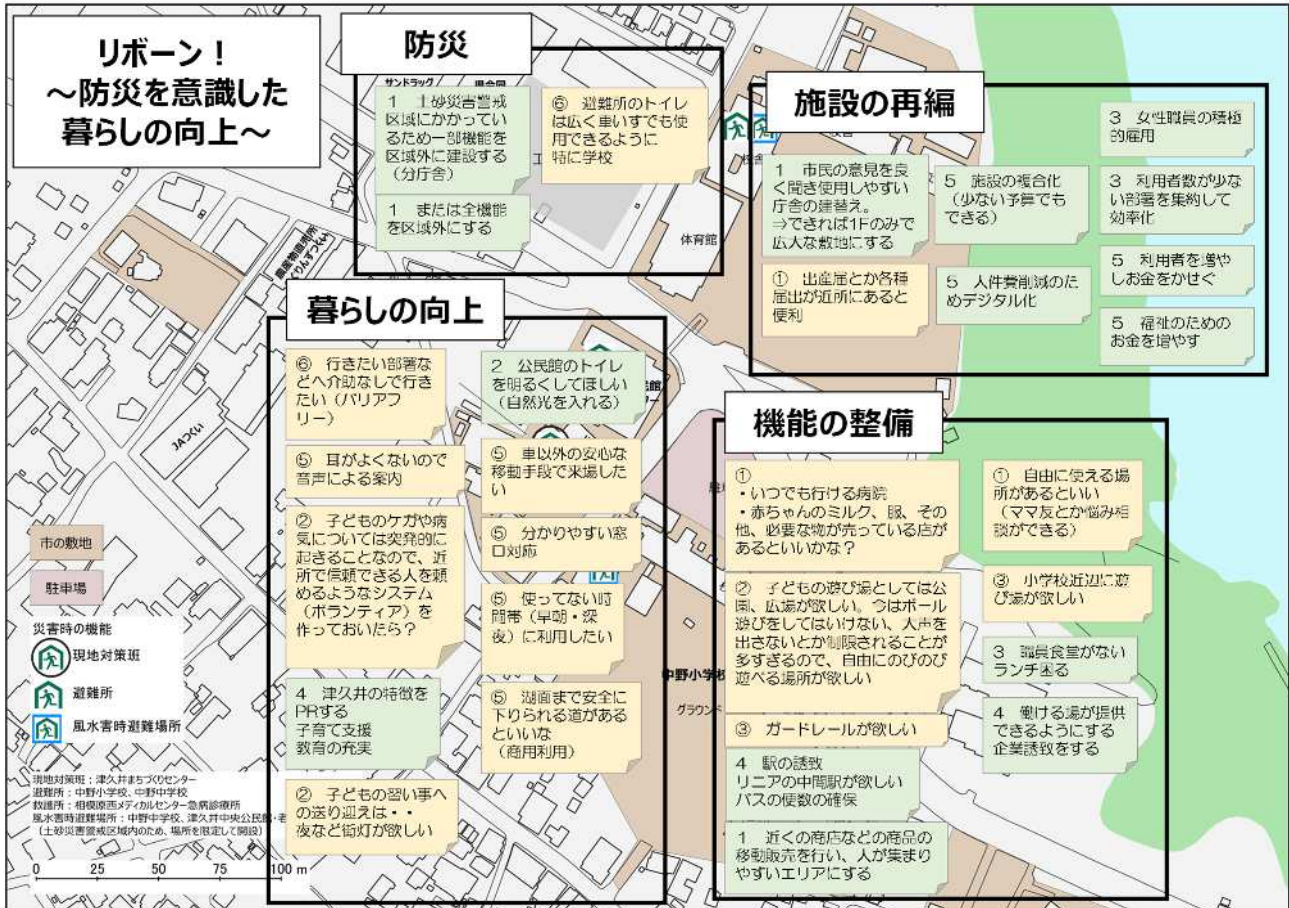 リボーン！
～防災を意識した
暮らしの向上～
防災
サンドラッグ
1　土砂災害警戒
区域にかかってい
るため一部機能を
区域外に建設する
（分庁舎）
1　または全機能
を区域外にする
⑥　避難所のトイレ
は広く車いすでも使
用できるように
特に学校
体育館
施設の再編
1　市民の意見を良
く聞き使用しやすい
庁舎の建替え。
⇒できれば1Fのみで
広大な敷地にする
①　出産届とか各種
届出が近所にあると
便利
5　施設の複合化
（少ない予算でも
できる）
5　人件費削減のた
めデジタル化
3　女性職員の積極
的雇用
3　利用者数が少な
い部署を集約して
効率化
5　利用者を増や
しお金をかせぐ
5　福祉のための
お金を増やす
JAつくい
暮らしの向上
⑥　行きたい部署な
どへ介助なしで行き
たい（バリアフ
リー）
⑤　耳がよくないので
音声による案内
②　子どものケガや病
気については突発的に
起きることなので、近
所で信頼できる人を頼
めるようなシステム
（ボランティア）を
作っておいたら？
4　津久井の特徴を
PRする
子育て支援
教育の充実
②　子どもの習い事へ
の送り迎えは・・
夜など街灯が欲しい
2　公民館のトイレ
を明るくしてほしい
（自然光を入れる）
⑤　車以外の安心な
移動手段で来場した
い
⑤　分かりやすい窓
口対応
⑤　使ってない時
間帯（早朝・深
夜）に利用したい
⑤　湖面まで安全に
下りられる道がある
といいな
（商用利用）
機能の整備
①
・いつでも行ける病院
・赤ちゃんのミルク、服、その
他、必要な物が売っている店が
あるといいかな？
②　子どもの遊び場としては公
園、広場が欲しい。今はボール
遊びをしてはいけない、大声を
出さないとか制限されることが
多すぎるので、自由にのびのび
遊べる場所が欲しい
③　ガードレールが欲しい
4　駅の誘致
リニアの中間駅が欲しい
バスの便数の確保
1　近くの商店などの商品の
移動販売を行い、人が集まり
やすいエリアにする
①　自由に使える場
所があるといい
（ママ友とか悩み相
談ができる）
③　小学校近辺に遊
び場が欲しい
3　職員食堂がない
ランチ困る
4　働ける場が提供
できるようにする
企業誘致をする
中野小学校
グラウンド
市の敷地
駐車場
災害時の機能
現地対策班
避難所
風水害時避難場所
現地対策班：津久井まちづくりセンター
避難所：中野小学校、中野中学校
救護所：相模原西メディカルセンター急病診療所
風水害時避難場所：中野中学校、津久井中央公民館・老
（土砂災害警戒区域内のため、場所を限定して開設）
0　25　50　75　100 m